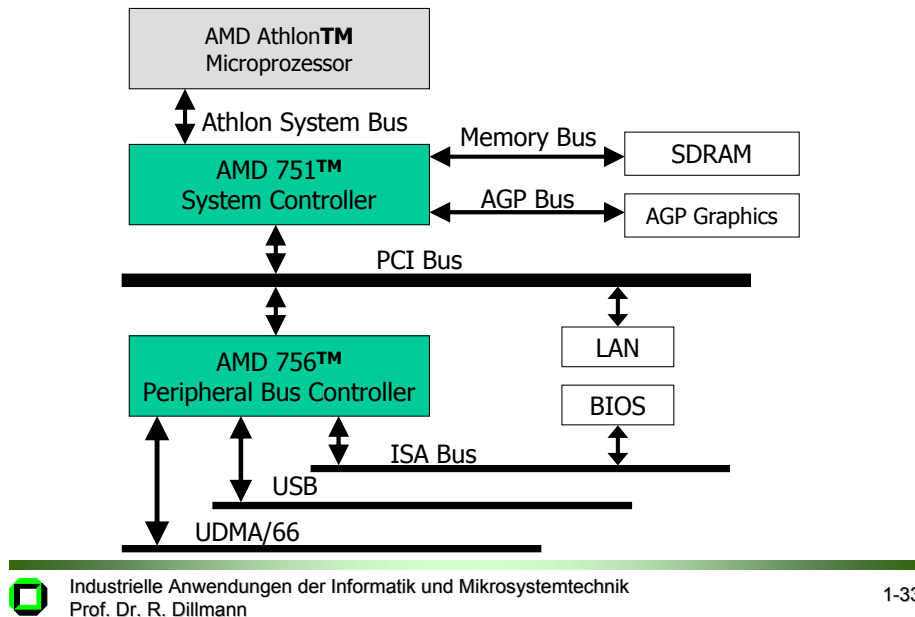 AMD AthlonTM
Microprozessor
Athlon System Bus
Memory Bus
SDRAM
AMD 751TM
System Controller
AGP Bus
AGP Graphics
PCI Bus
AMD 756TM
Peripheral Bus Controller
LAN
BIOS
ISA Bus
USB
UDMA/66
Industrielle Anwendungen der Informatik und Mikrosystemtechnik
Prof. Dr. R. Dillmann
1-33